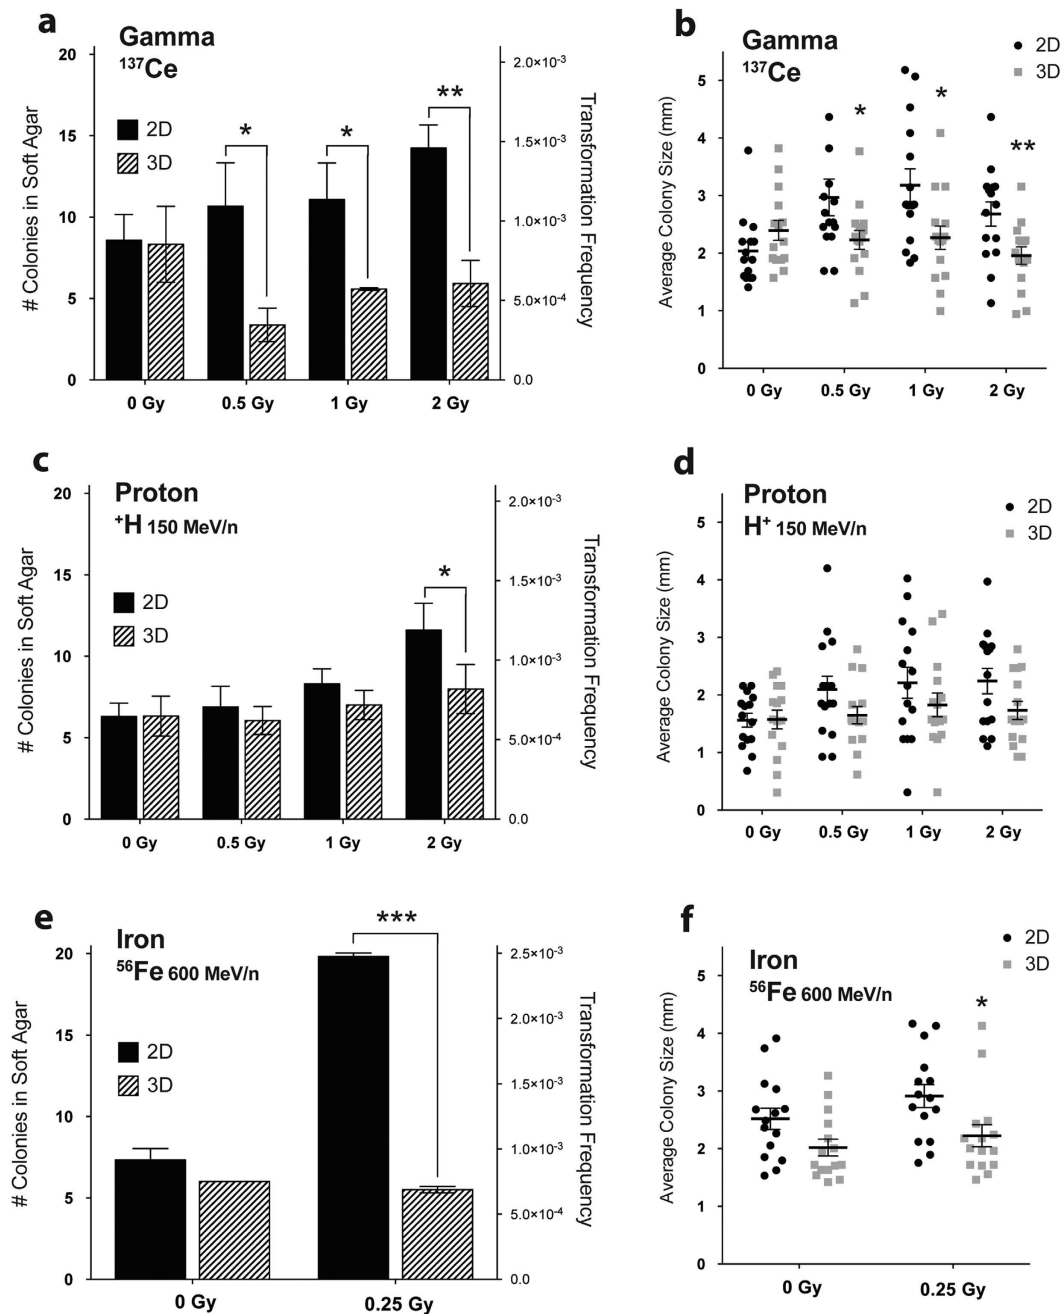 a
Gamma
¹³⁷Ce
2D
3D
# Colonies in Soft Agar
20
15
10
5
0
*
*
**
Transformation Frequency
2.0×10⁻³
1.5×10⁻³
1.0×10⁻³
5.0×10⁻⁴
0.0
0 Gy
0.5 Gy
1 Gy
2 Gy
b
Gamma
¹³⁷Ce
2D
3D
Average Colony Size (mm)
5
4
3
2
1
0
*
*
**
0 Gy
0.5 Gy
1 Gy
2 Gy
c
Proton
⁺H 150 MeV/n
2D
3D
# Colonies in Soft Agar
20
15
10
5
0
*
Transformation Frequency
2.0×10⁻³
1.5×10⁻³
1.0×10⁻³
5.0×10⁻⁴
0.0
0 Gy
0.5 Gy
1 Gy
2 Gy
d
Proton
H⁺ 150 MeV/n
2D
3D
Average Colony Size (mm)
5
4
3
2
1
0
0 Gy
0.5 Gy
1 Gy
2 Gy
e
Iron
⁵⁶Fe 600 MeV/n
2D
3D
# Colonies in Soft Agar
20
15
10
5
0
***
Transformation Frequency
2.5×10⁻³
2.0×10⁻³
1.5×10⁻³
1.0×10⁻³
5.0×10⁻⁴
0.0
0 Gy
0.25 Gy
f
Iron
⁵⁶Fe 600 MeV/n
2D
3D
Average Colony Size (mm)
5
4
3
2
1
0
*
0 Gy
0.25 Gy